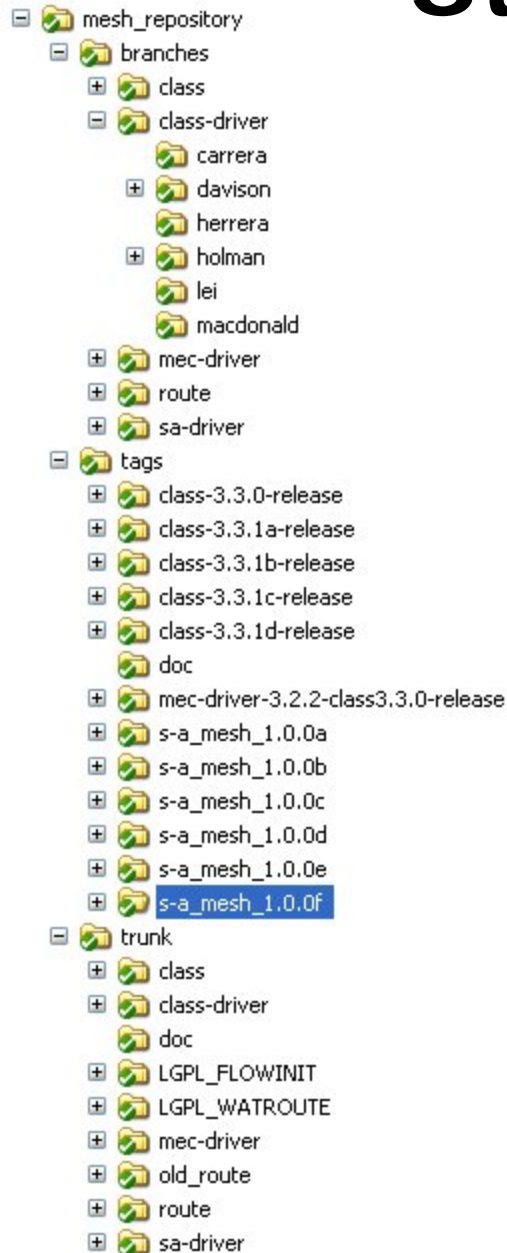 mesh_repository
branches
class
class-driver
carrera
davison
herrera
holman
lei
macdonald
mec-driver
route
sa-driver
tags
class-3.3.0-release
class-3.3.1a-release
class-3.3.1b-release
class-3.3.1c-release
class-3.3.1d-release
doc
mec-driver-3.2.2-class3.3.0-release
s-a_mesh_1.0.0a
s-a_mesh_1.0.0b
s-a_mesh_1.0.0c
s-a_mesh_1.0.0d
s-a_mesh_1.0.0e
s-a_mesh_1.0.0f
trunk
class
class-driver
doc
LGPL_FLOWINIT
LGPL_WATROUTE
mec-driver
old_route
route
sa-driver